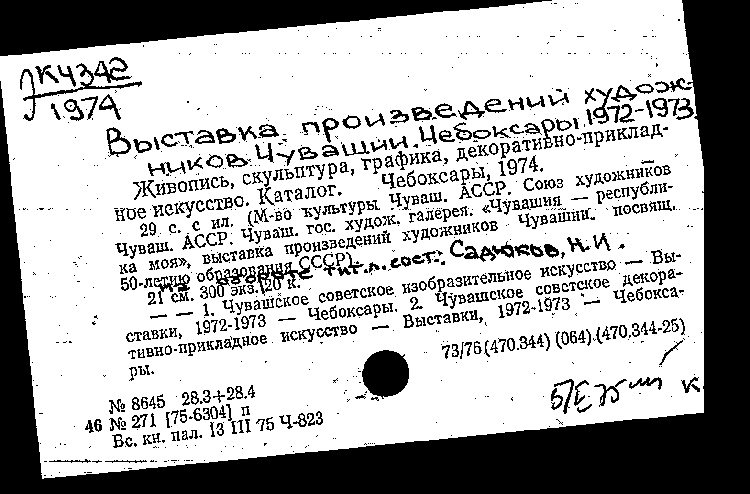 ЛК4342
1974
Выставка произведений худож-
ников Чувашии. Чебоксары, 1972-1973.
Живопись, скульптура, графика, декоративно-приклад-
ное искусство. Каталог. Чебоксары, 1974.
29 с. с ил. (М-во культуры Чуваш. АССР. Союз художников
Чуваш. АССР. Чуваш. гос. худож. галерея. «Чувашия — республи-
ка моя», выставка произведений художников Чувашии. посвящ.
50-летию образования СССР).
На обороте тит. л. сост.: Садюков, Н. И.
21 см. 300 экз. 20 к.
— — 1. Чувашское советское изобразительное искусство — Вы-
ставки, 1972-1973 — Чебоксары. 2. Чувашское советское декора-
тивно-прикладное искусство — Выставки, 1972-1973 — Чебокса-
ры.
73/76(470.344) (064).(470.344-25)
№ 8645 28.3+28.4
46 № 271 [75-6304] п
Вс. кн. пал. 13 III 75 Ч-823
к